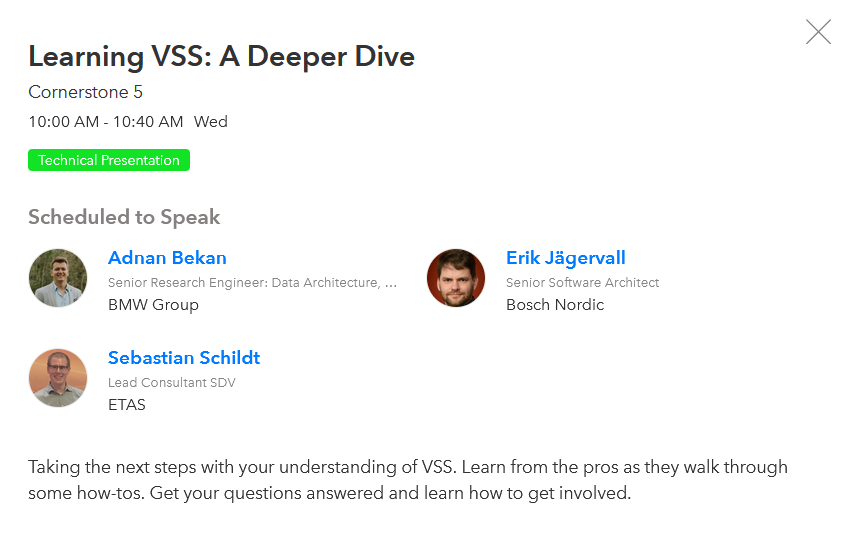 Learning VSS: A Deeper Dive
Cornerstone 5
10:00 AM - 10:40 AM Wed
Technical Presentation
Scheduled to Speak
Adnan Bekan
Senior Research Engineer: Data Architecture, ...
BMW Group
Erik Jägervall
Senior Software Architect
Bosch Nordic
Sebastian Schildt
Lead Consultant SDV
ETAS
Taking the next steps with your understanding of VSS. Learn from the pros as they walk through
some how-tos. Get your questions answered and learn how to get involved.